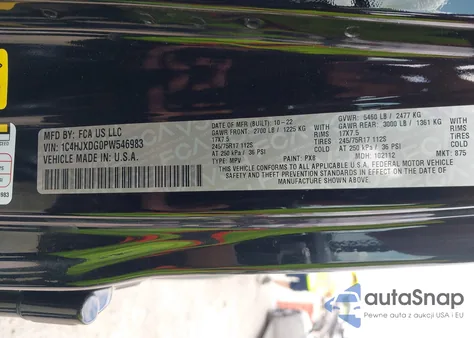 MFD BY: FCA US LLC
DATE OF MFR (BUILT): 10-22
GVWR: 5460 LB / 2477 KG
VIN: 1C4HJXDG0PW546983
GAWR FRONT: 2700 LB / 1225 KG WITH
GAWR REAR: 3000 LB / 1361 KG WITH
VEHICLE MADE IN: U.S.A.
17X7.5 RIMS
17X7.5 RIMS
245/75R17 112S TIRES
245/75R17 112S TIRES
AT 250 kPa / 36 PSI
AT 250 kPa / 36 PSI
TYPE: MPV PAINT: PX8 MDH: 102112 MKT: 875
THIS VEHICLE CONFORMS TO ALL APPLICABLE U.S.A. FEDERAL MOTOR VEHICLE
SAFETY, BUMPER, AND THEFT PREVENTION STANDARDS IN EFFECT ON THE DATE OF MANUFACTURE
SHOWN ABOVE.
autoSnap
Pewne auta z aukcji USA i EU